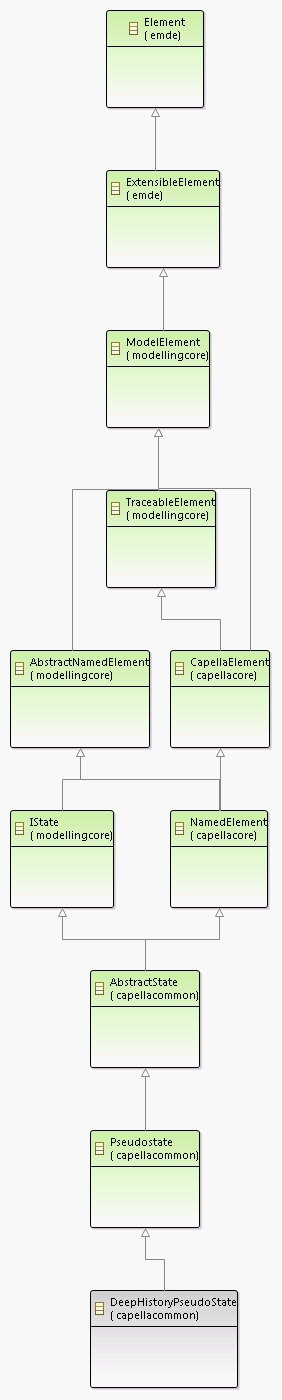 Element
( emde)
ExtensibleElement
( emde)
ModelElement
( modellingcore)
TraceableElement
( modellingcore)
AbstractNamedElement
( modellingcore)
CapellaElement
( capellacore)
IState
( modellingcore)
NamedElement
( capellacore)
AbstractState
( capellacommon)
Pseudostate
( capellacommon)
DeepHistoryPseudoState
( capellacommon)